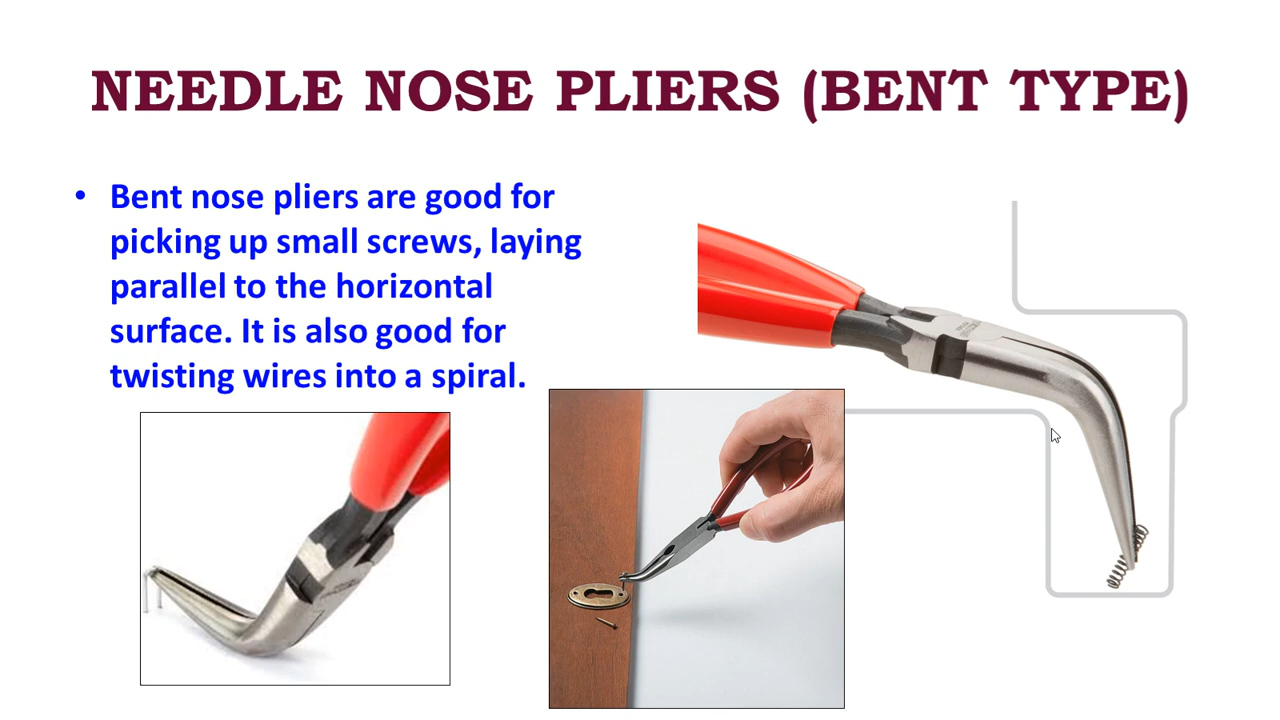 NEEDLE NOSE PLIERS (BENT TYPE)
• Bent nose pliers are good for
picking up small screws, laying
parallel to the horizontal
surface. It is also good for
twisting wires into a spiral.